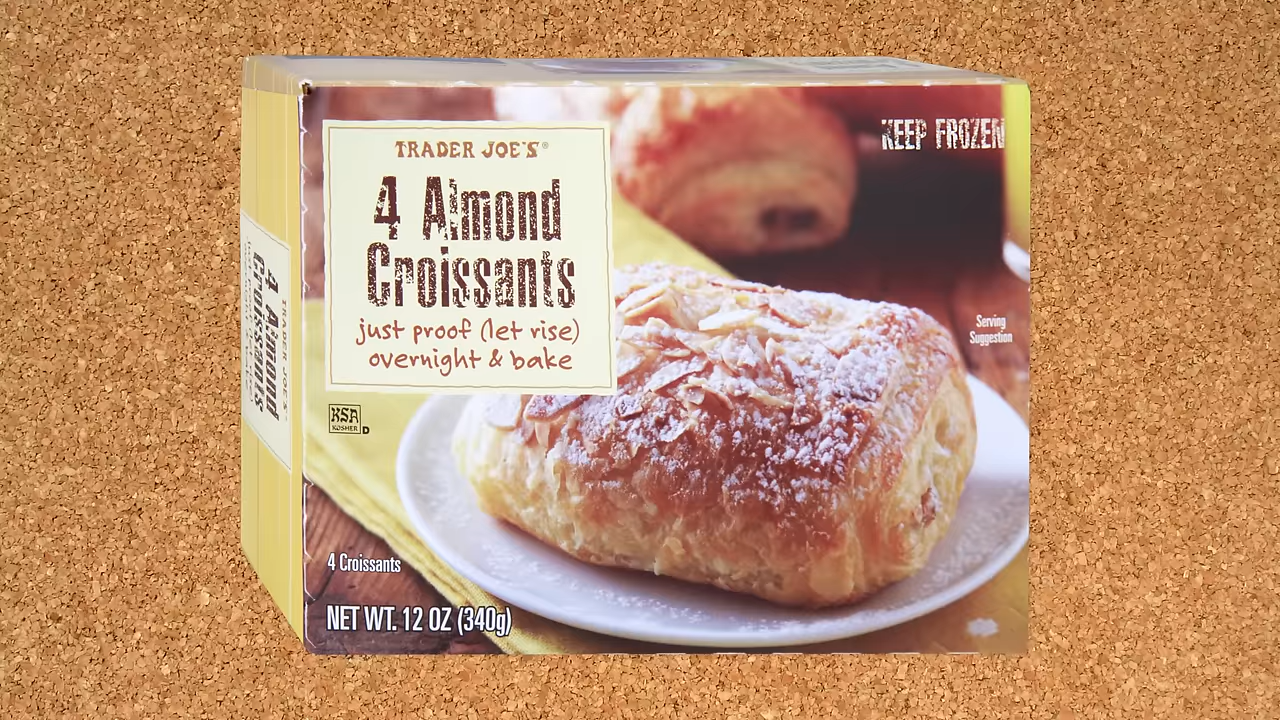 TRADER JOE'S®
4 Almond
Croissants
just proof (let rise)
overnight & bake
KEEP FROZEN
Serving
Suggestion
KSA
KOSHER D
4 Croissants
NET WT. 12 OZ (340g)
TRADER JOE'S
4 Almond
Croissants